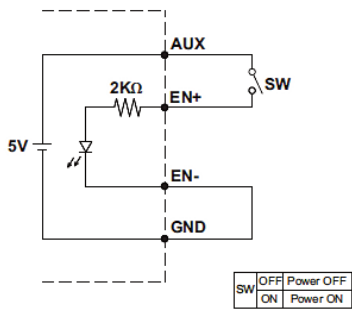 AUX
SW
2KΩ
EN+
5V
EN-
GND
SW OFF Power OFF
ON Power ON